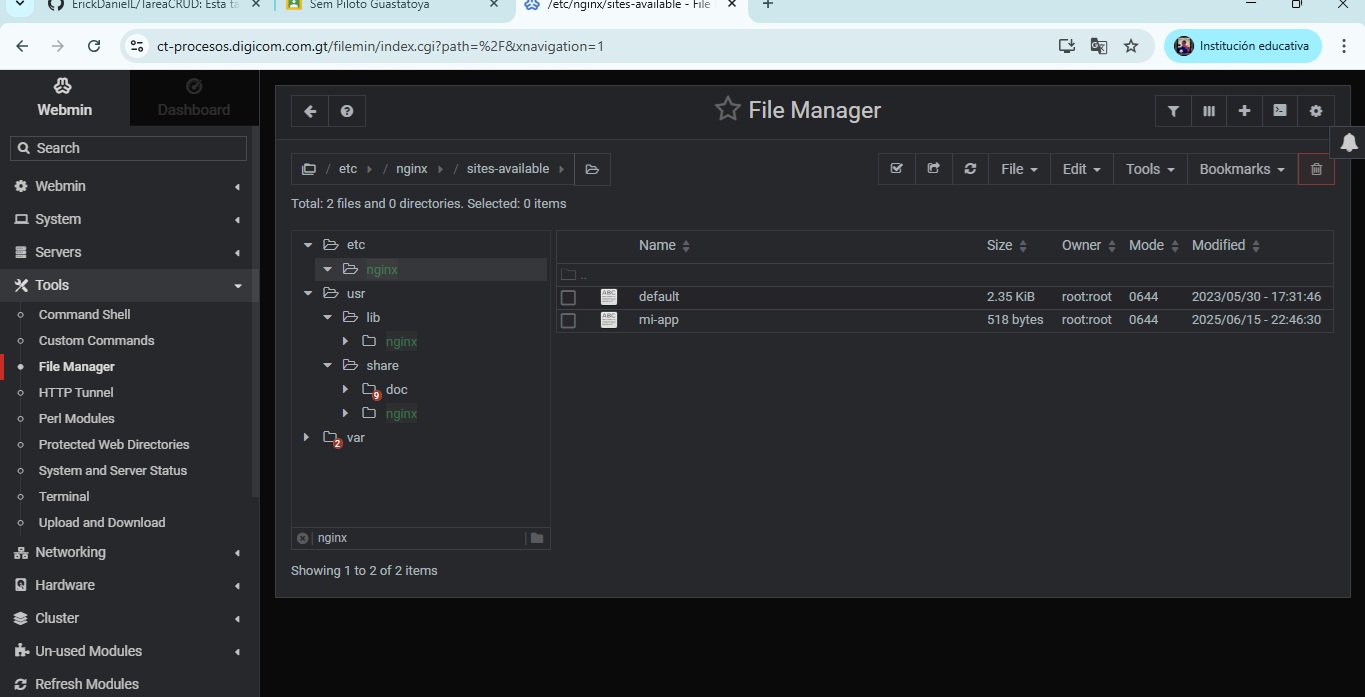 ErickDanielL/TareaCRUD: Esta ta
Sem Piloto Guastatoya
/etc/nginx/sites-available - File
ct-procesos.digicom.com.gt/filemin/index.cgi?path=%2F&xnavigation=1
Institución educativa
Webmin
Dashboard
Search
Webmin
System
Servers
Tools
Command Shell
Custom Commands
File Manager
HTTP Tunnel
Perl Modules
Protected Web Directories
System and Server Status
Terminal
Upload and Download
Networking
Hardware
Cluster
Un-used Modules
Refresh Modules
File Manager
/ etc / nginx / sites-available
File Edit Tools Bookmarks
Total: 2 files and 0 directories. Selected: 0 items
etc
nginx
usr
lib
nginx
share
9 doc
nginx
2 var
nginx
Name Size Owner Mode Modified
..
ABC default 2.35 KiB root:root 0644 2023/05/30 - 17:31:46
ABC mi-app 518 bytes root:root 0644 2025/06/15 - 22:46:30
Showing 1 to 2 of 2 items